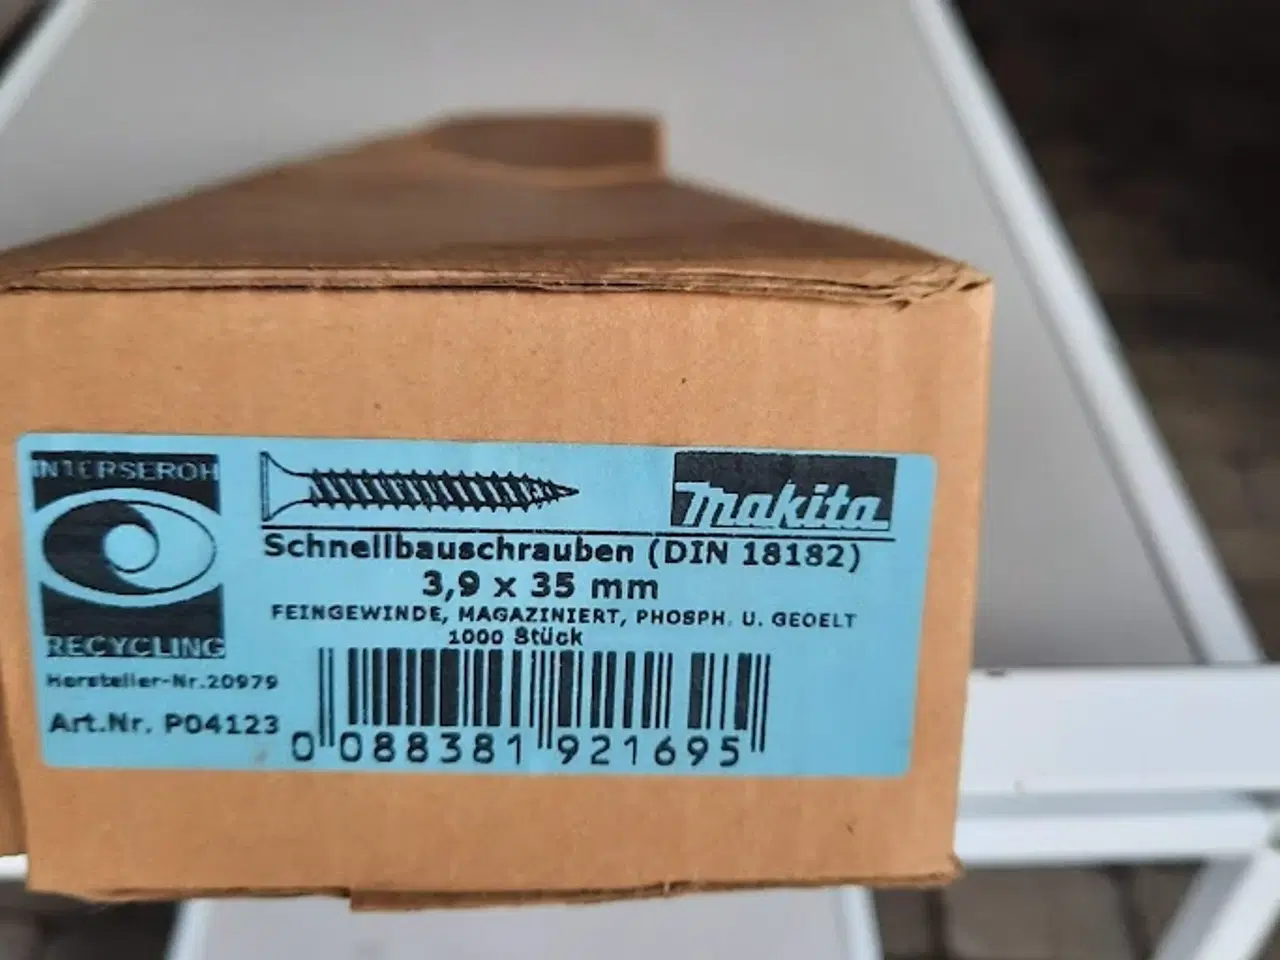 INTERSEROH
RECYCLING
makita
Schnellbauschrauben (DIN 18182)
3,9 x 35 mm
FEINGEWINDE, MAGAZINIERT, PHOSPH. U. GEOELT
1000 Stück
Hersteller-Nr.20979
Art.Nr. P04123
0 088381 921695